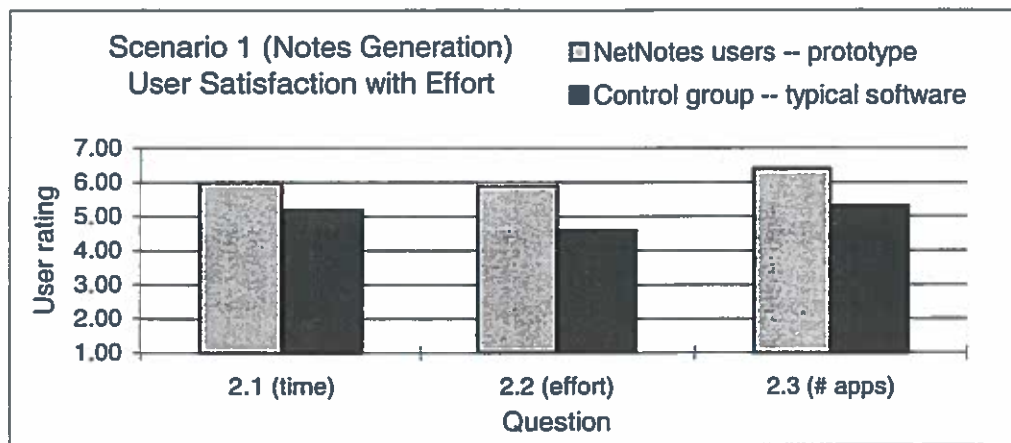 Scenario 1 (Notes Generation)
User Satisfaction with Effort
NetNotes users -- prototype
Control group -- typical software
7.00
6.00
5.00
4.00
3.00
2.00
1.00
User rating
2.1 (time)
2.2 (effort)
2.3 (# apps)
Question